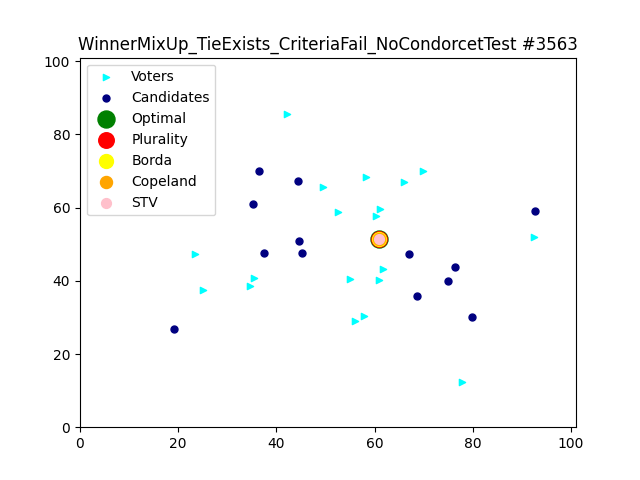 WinnerMixUp_TieExists_CriteriaFail_NoCondorcetTest #3563
100
80
60
40
20
0
Voters
Candidates
Optimal
Plurality
Borda
Copeland
STV
0 20 40 60 80 100